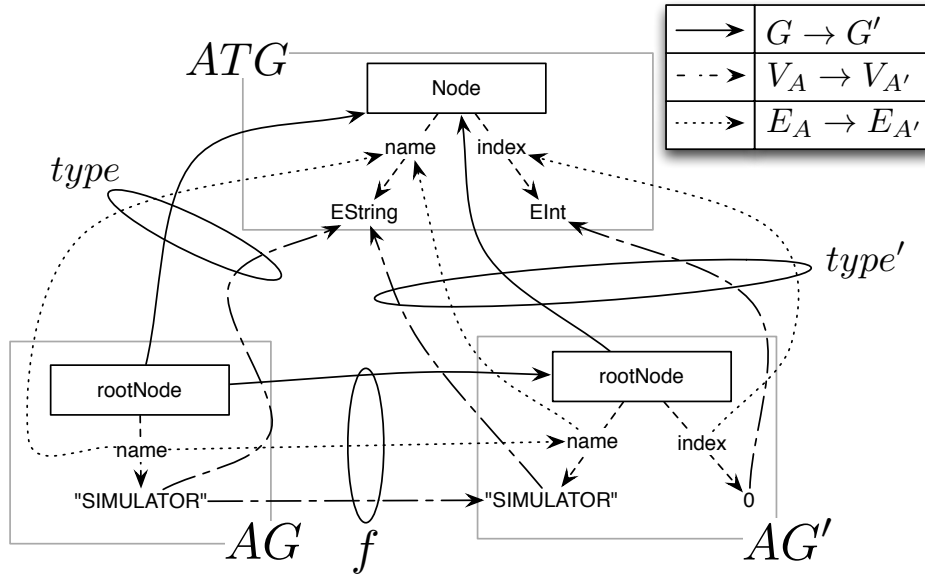 G → G′
V_A → V_A′
E_A → E_A′
ATG
Node
name index
EString EInt
type
type′
rootNode
name
"SIMULATOR"
AG
f
rootNode
name index
"SIMULATOR" 0
AG′